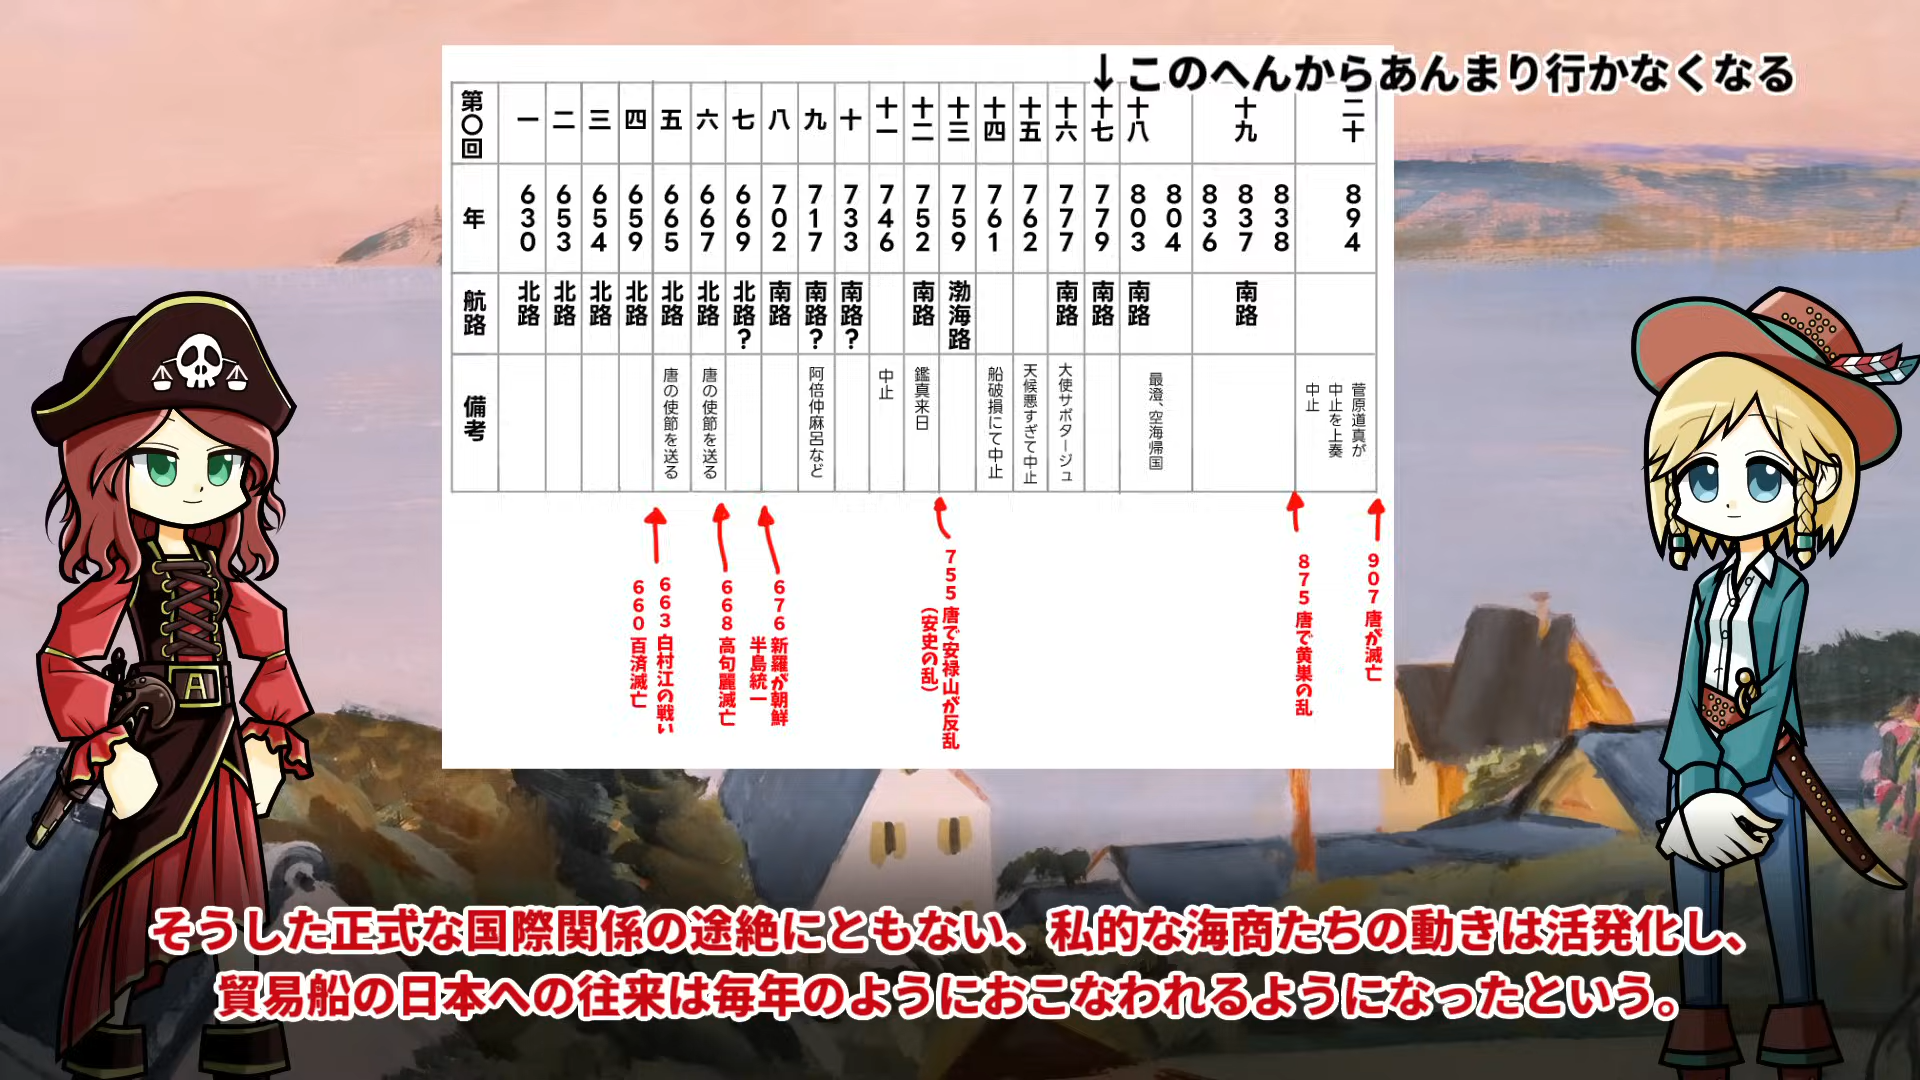 ↓このへんからあんまり行かなくなる
第〇回 一 二 三 四 五 六 七 八 九 十 十一 十二 十三 十四 十五 十六 十七 十八 十九 二十
年 630 653 654 659 665 667 669 702 717 733 746 752 759 761 762 777 779 803 804 836 837 838 894
航路 北路 北路 北路 北路 北路 北路 北路? 南路 南路? 南路? 南路 渤海路 南路 南路 南路 南路
備考
唐の使節を送る
唐の使節を送る
阿倍仲麻呂など
中止
鑑真来日
船破損にて中止
天候悪すぎて中止
大使サボタージュ
最澄、空海帰国
中止
菅原道真が
中止を上奏
660 百済滅亡
663 白村江の戦い
668 高句麗滅亡
676 新羅が朝鮮
半島統一
755 唐で安禄山が反乱
(安史の乱)
875 唐で黄巣の乱
907 唐が滅亡
A
そうした正式な国際関係の途絶にともない、私的な海商たちの動きは活発化し、
貿易船の日本への往来は毎年のようにおこなわれるようになったという。